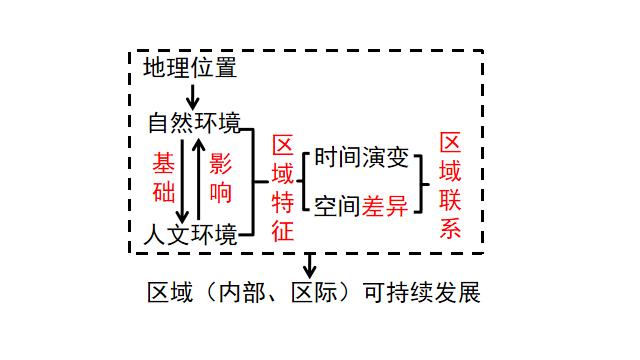 地理位置
自然环境
基础
影响
人文环境
区域特征
时间演变
空间差异
区域联系
区域（内部、区际）可持续发展